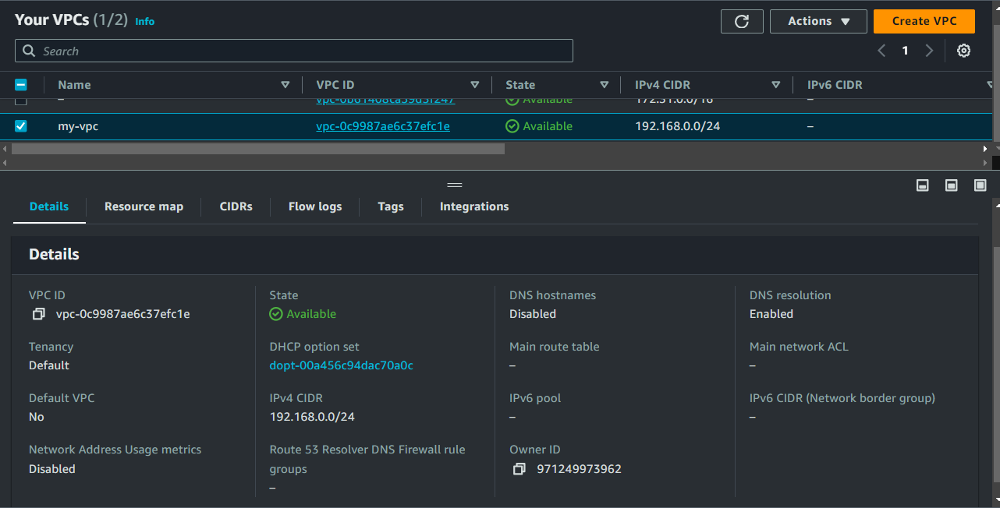 Your VPCs (1/2) Info
Actions
Create VPC
Search
1
Name VPC ID State IPv4 CIDR IPv6 CIDR
– Available 172.31.0.0/16 –
my-vpc vpc-0c9987ae6c37efc1e Available 192.168.0.0/24 –
Details Resource map CIDRs Flow logs Tags Integrations
Details
VPC ID State DNS hostnames DNS resolution
vpc-0c9987ae6c37efc1e Available Disabled Enabled
Tenancy DHCP option set Main route table Main network ACL
Default dopt-00a456c94dac70a0c – –
Default VPC IPv4 CIDR IPv6 pool IPv6 CIDR (Network border group)
No 192.168.0.0/24 – –
Network Address Usage metrics Route 53 Resolver DNS Firewall rule Owner ID
groups
Disabled 971249973962
–